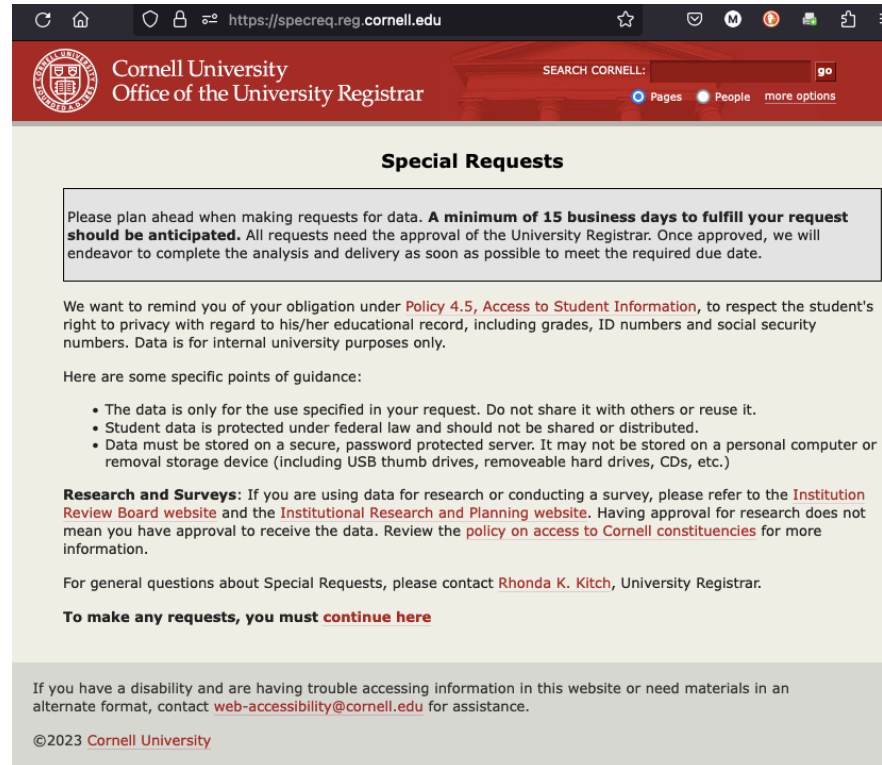 https://specreq.reg.cornell.edu
M
Cornell University
Office of the University Registrar
SEARCH CORNELL:
go
Pages
People
more options
Special Requests
Please plan ahead when making requests for data. A minimum of 15 business days to fulfill your request
should be anticipated. All requests need the approval of the University Registrar. Once approved, we will
endeavor to complete the analysis and delivery as soon as possible to meet the required due date.
We want to remind you of your obligation under Policy 4.5, Access to Student Information, to respect the student's
right to privacy with regard to his/her educational record, including grades, ID numbers and social security
numbers. Data is for internal university purposes only.
Here are some specific points of guidance:
• The data is only for the use specified in your request. Do not share it with others or reuse it.
• Student data is protected under federal law and should not be shared or distributed.
• Data must be stored on a secure, password protected server. It may not be stored on a personal computer or
removal storage device (including USB thumb drives, removeable hard drives, CDs, etc.)
Research and Surveys: If you are using data for research or conducting a survey, please refer to the Institution
Review Board website and the Institutional Research and Planning website. Having approval for research does not
mean you have approval to receive the data. Review the policy on access to Cornell constituencies for more
information.
For general questions about Special Requests, please contact Rhonda K. Kitch, University Registrar.
To make any requests, you must continue here
If you have a disability and are having trouble accessing information in this website or need materials in an
alternate format, contact web-accessibility@cornell.edu for assistance.
©2023 Cornell University